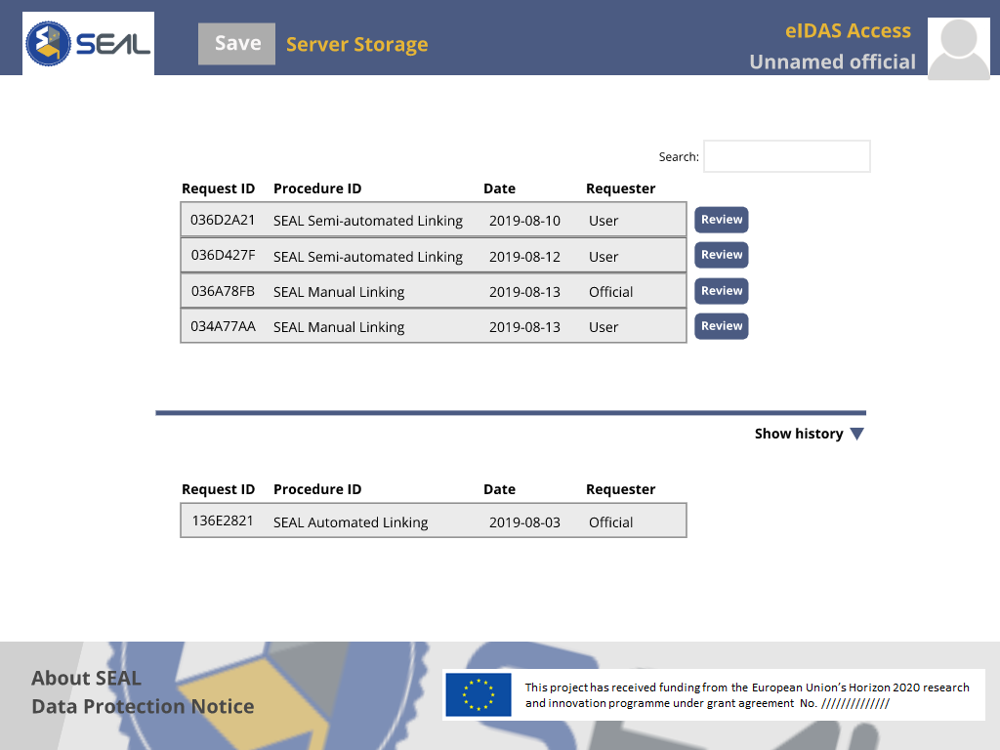 SEAL
Save Server Storage
eIDAS Access
Unnamed official
Search:
Request ID Procedure ID Date Requester
036D2A21 SEAL Semi-automated Linking 2019-08-10 User Review
036D427F SEAL Semi-automated Linking 2019-08-12 User Review
036A78FB SEAL Manual Linking 2019-08-13 Official Review
034A77AA SEAL Manual Linking 2019-08-13 User Review
Show history
Request ID Procedure ID Date Requester
136E2821 SEAL Automated Linking 2019-08-03 Official
About SEAL
Data Protection Notice
This project has received funding from the European Union's Horizon 2020 research
and innovation programme under grant agreement No. //////////////